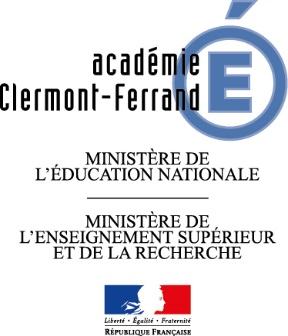 académie
Clermont-Ferrand
É
MINISTÈRE DE
L'ÉDUCATION NATIONALE
MINISTÈRE DE
L'ENSEIGNEMENT SUPÉRIEUR
ET DE LA RECHERCHE
Liberté • Égalité • Fraternité
RÉPUBLIQUE FRANÇAISE